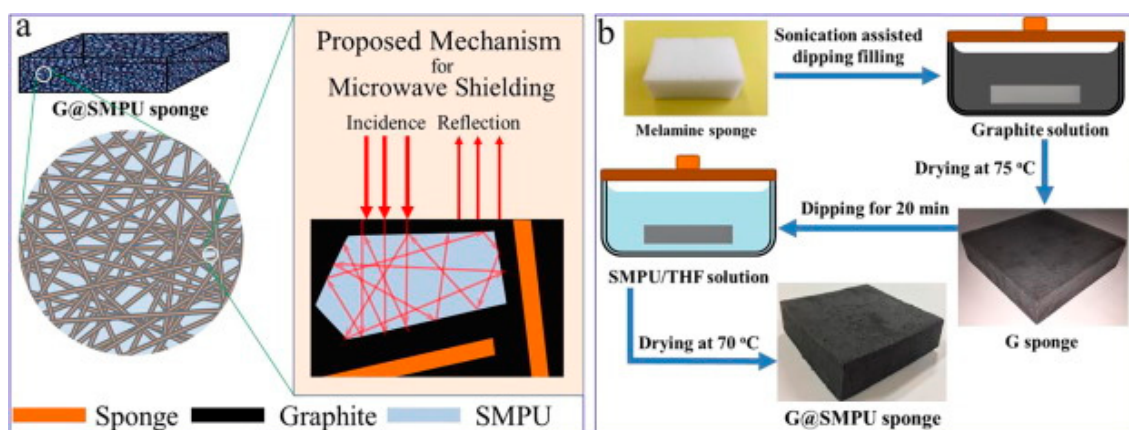 a
G@SMPU sponge
Proposed Mechanism
for
Microwave Shielding
Incidence Reflection
Sponge Graphite SMPU
b
Melamine sponge
Sonication assisted
dipping filling
Graphite solution
Drying at 75 °C
G sponge
Dipping for 20 min
SMPU/THF solution
Drying at 70 °C
G@SMPU sponge